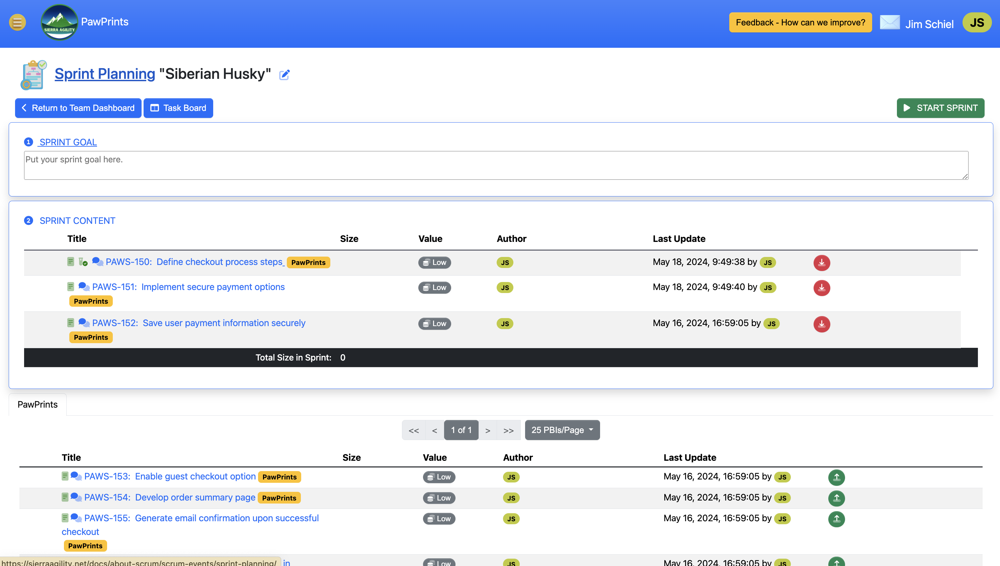 SIERRA AGILITY
PawPrints
Feedback - How can we improve?
Jim Schiel
JS
Sprint Planning "Siberian Husky"
Return to Team Dashboard
Task Board
START SPRINT
1 SPRINT GOAL
Put your sprint goal here.
2 SPRINT CONTENT
Title Size Value Author Last Update
PAWS-150: Define checkout process steps_ PawPrints Low JS May 18, 2024, 9:49:38 by JS
PAWS-151: Implement secure payment options Low JS May 18, 2024, 9:49:40 by JS
PawPrints
PAWS-152: Save user payment information securely Low JS May 16, 2024, 16:59:05 by JS
PawPrints
Total Size in Sprint: 0
PawPrints
<< < 1 of 1 > >> 25 PBIs/Page
Title Size Value Author Last Update
PAWS-153: Enable guest checkout option PawPrints Low JS May 16, 2024, 16:59:05 by JS
PAWS-154: Develop order summary page PawPrints Low JS May 16, 2024, 16:59:05 by JS
PAWS-155: Generate email confirmation upon successful Low JS May 16, 2024, 16:59:05 by JS
checkout
PawPrints
https://sierraagility.net/docs/about-scrum/scrum-events/sprint-planning/ in Low JS May 16, 2024, 16:59:05 by JS